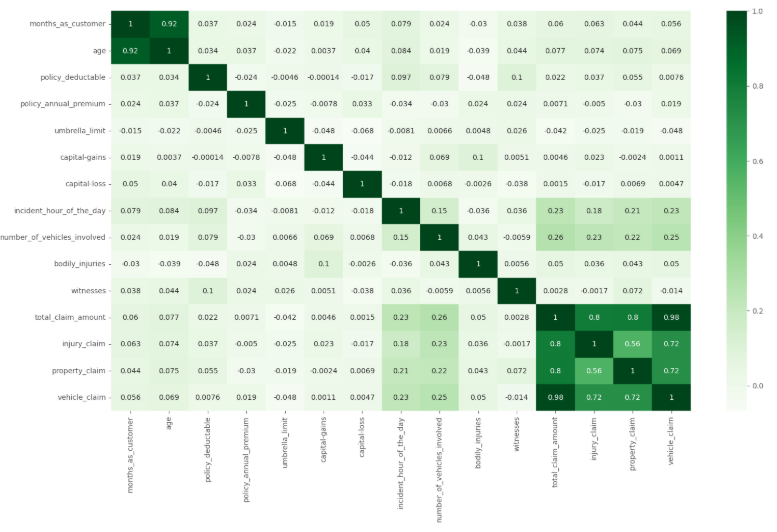 months_as_customer 1 0.92 0.037 0.024 -0.015 0.019 0.05 0.079 0.024 -0.03 0.038 0.06 0.063 0.044 0.056
age 0.92 1 0.034 0.037 -0.022 0.0037 0.04 0.084 0.019 -0.039 0.044 0.077 0.074 0.075 0.069
policy_deductable 0.037 0.034 1 -0.024 -0.0046 -0.00014 -0.017 0.097 0.079 -0.048 0.1 0.022 0.037 0.055 0.0076
policy_annual_premium 0.024 0.037 -0.024 1 -0.025 -0.0078 0.033 -0.034 -0.03 0.024 0.024 0.0071 -0.005 -0.03 0.019
umbrella_limit -0.015 -0.022 -0.0046 -0.025 1 -0.048 -0.068 -0.0081 0.0066 0.0048 0.026 -0.042 -0.025 -0.019 -0.048
capital-gains 0.019 0.0037 -0.00014 -0.0078 -0.048 1 -0.044 -0.012 0.069 0.1 0.0051 0.0046 0.023 -0.0024 0.0011
capital-loss 0.05 0.04 -0.017 0.033 -0.068 -0.044 1 -0.018 0.0068 -0.0026 -0.038 0.0015 -0.017 0.0069 0.0047
incident_hour_of_the_day 0.079 0.084 0.097 -0.034 -0.0081 -0.012 -0.018 1 0.15 -0.036 0.036 0.23 0.18 0.21 0.23
number_of_vehicles_involved 0.024 0.019 0.079 -0.03 0.0066 0.069 0.0068 0.15 1 0.043 -0.0059 0.26 0.23 0.22 0.25
bodily_injuries -0.03 -0.039 -0.048 0.024 0.0048 0.1 -0.0026 -0.036 0.043 1 0.0056 0.05 0.036 0.043 0.05
witnesses 0.038 0.044 0.1 0.024 0.026 0.0051 -0.038 0.036 -0.0059 0.0056 1 0.0028 -0.0017 0.072 -0.014
total_claim_amount 0.06 0.077 0.022 0.0071 -0.042 0.0046 0.0015 0.23 0.26 0.05 0.0028 1 0.8 0.8 0.98
injury_claim 0.063 0.074 0.037 -0.005 -0.025 0.023 -0.017 0.18 0.23 0.036 -0.0017 0.8 1 0.56 0.72
property_claim 0.044 0.075 0.055 -0.03 -0.019 -0.0024 0.0069 0.21 0.22 0.043 0.072 0.8 0.56 1 0.72
vehicle_claim 0.056 0.069 0.0076 0.019 -0.048 0.0011 0.0047 0.23 0.25 0.05 -0.014 0.98 0.72 0.72 1
months_as_customer
age
policy_deductable
policy_annual_premium
umbrella_limit
capital-gains
capital-loss
incident_hour_of_the_day
number_of_vehicles_involved
bodily_injuries
witnesses
total_claim_amount
injury_claim
property_claim
vehicle_claim
1.0
0.8
0.6
0.4
0.2
0.0